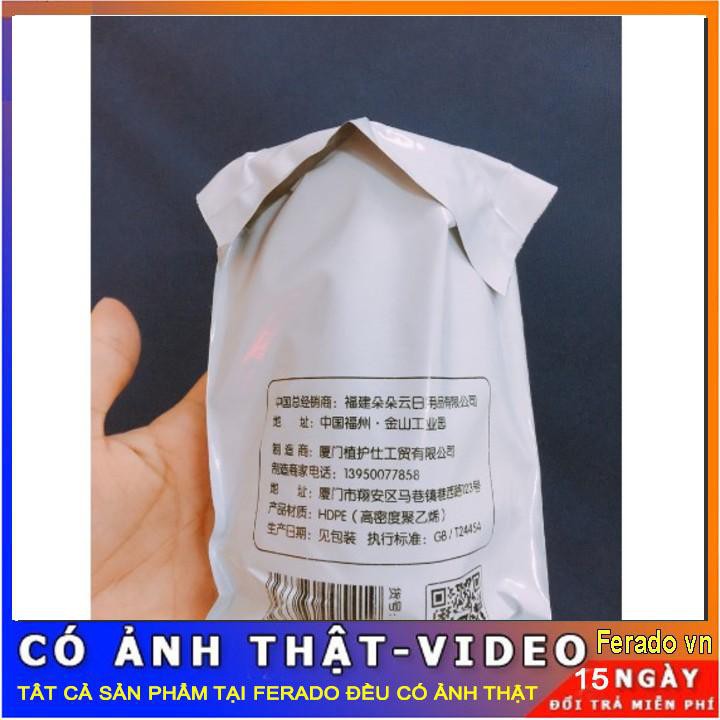 中国总经销商：福建朵朵云日用品有限公司
地 址：中国福州·金山工业园
制造商：厦门植护仕工贸有限公司
制造商家电话：13950077858
地 址：厦门市翔安区马巷镇巷西路123号
产品材质：HDPE（高密度聚乙烯）
生产日期：见包装 执行标准：GB/T24454
货号：
CÓ ẢNH THẬT-VIDEO Ferado vn
TẤT CẢ SẢN PHẨM TẠI FERADO ĐỀU CÓ ẢNH THẬT
15 NGÀY
ĐỔI TRẢ MIỄN PHÍ